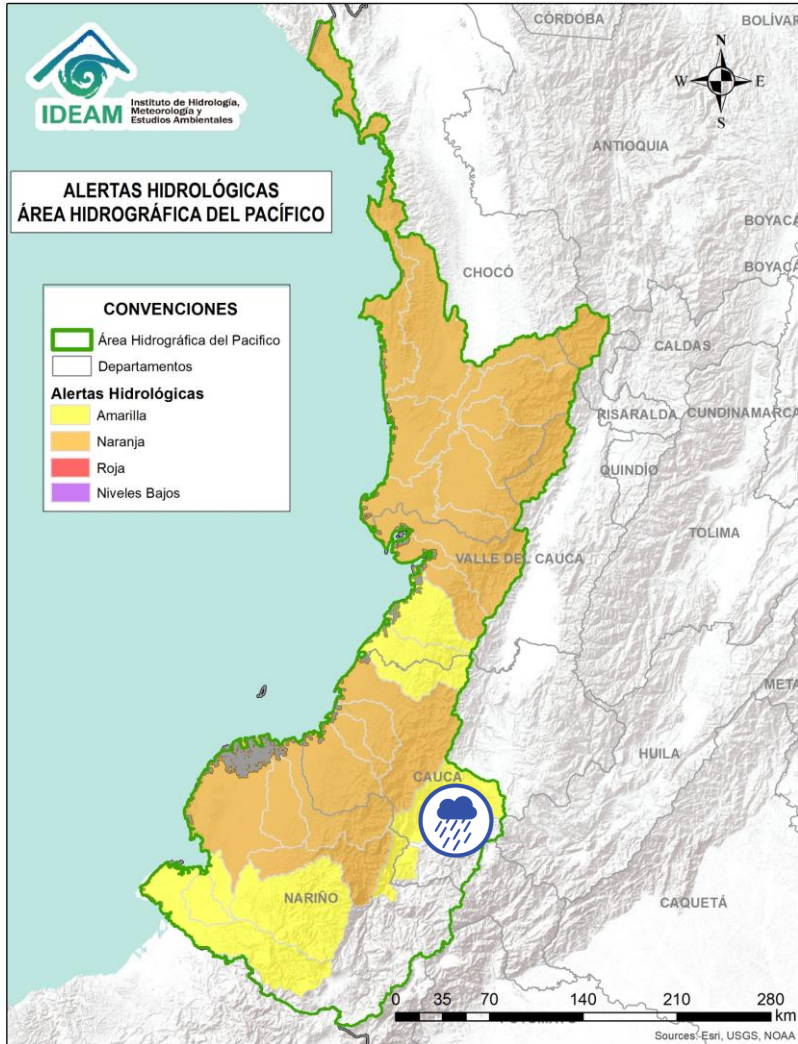 CÓRDOBA
BOLÍVAR
N
W E
S
IDEAM Instituto de Hidrología,
Meteorología y
Estudios Ambientales
ANTIOQUIA
ALERTAS HIDROLÓGICAS
ÁREA HIDROGRÁFICA DEL PACÍFICO
BOYACÁ
CHOCÓ
BOYACÁ
CONVENCIONES
Área Hidrográfica del Pacifico
Departamentos
Alertas Hidrológicas
Amarilla
Naranja
Roja
Niveles Bajos
CALDAS
RISARALDA
CUNDINAMARCA
QUINDÍO
TOLIMA
VALLE DEL CAUCA
META
HUILA
CAUCA
NARIÑO
CAQUETÁ
0 35 70 140 210 280
km
Sources: Esri, USGS, NOAA